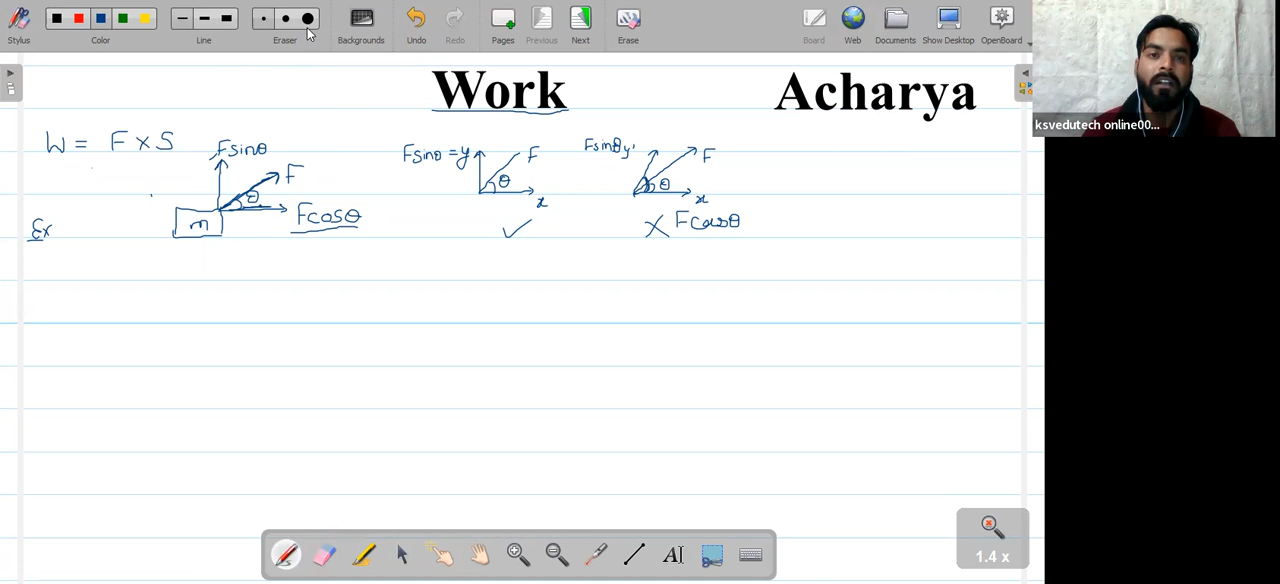 Stylus
Color
Line
Eraser
Backgrounds
Undo
Redo
Pages
Previous
Next
Erase
Board
Web
Documents
Show Desktop
OpenBoard
ksvedutech online00...
Work Acharya
W = F × S
Fsinθ
F
θ
Fcosθ
m
Fsinθ = y
F
θ
x
Fsinθ y'
F
θ
x
Fcosθ
Ex
1.4 x